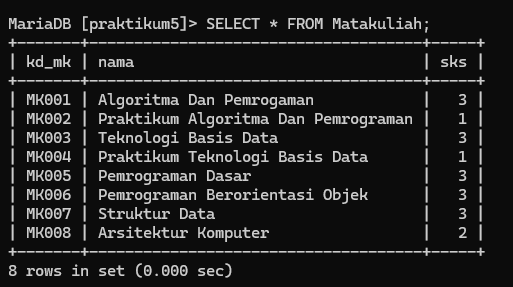 MariaDB [praktikum5]> SELECT * FROM Matakuliah;
+-------+--------------------------------------+-----+
| kd_mk | nama                                 | sks |
+-------+--------------------------------------+-----+
| MK001 | Algoritma Dan Pemrogaman             |   3 |
| MK002 | Praktikum Algoritma Dan Pemrograman  |   1 |
| MK003 | Teknologi Basis Data                 |   3 |
| MK004 | Praktikum Teknologi Basis Data       |   1 |
| MK005 | Pemrograman Dasar                    |   3 |
| MK006 | Pemrograman Berorientasi Objek       |   3 |
| MK007 | Struktur Data                        |   3 |
| MK008 | Arsitektur Komputer                  |   2 |
+-------+--------------------------------------+-----+
8 rows in set (0.000 sec)